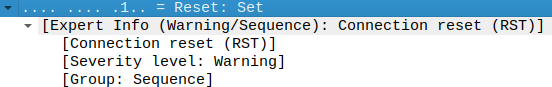 .... .... .1.. = Reset: Set
[Expert Info (Warning/Sequence): Connection reset (RST)]
[Connection reset (RST)]
[Severity level: Warning]
[Group: Sequence]